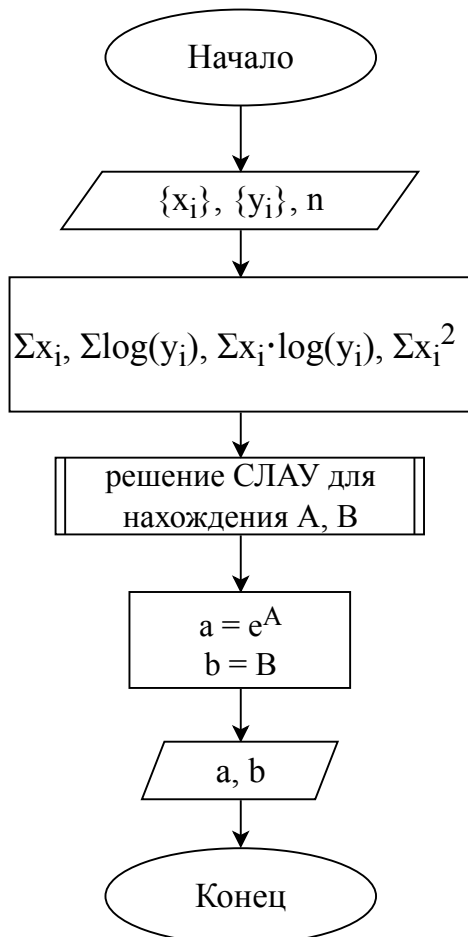 Начало
{xᵢ}, {yᵢ}, n
Σxᵢ, Σlog(yᵢ), Σxᵢ·log(yᵢ), Σxᵢ²
решение СЛАУ для
нахождения A, B
a = eᴬ
b = B
a, b
Конец